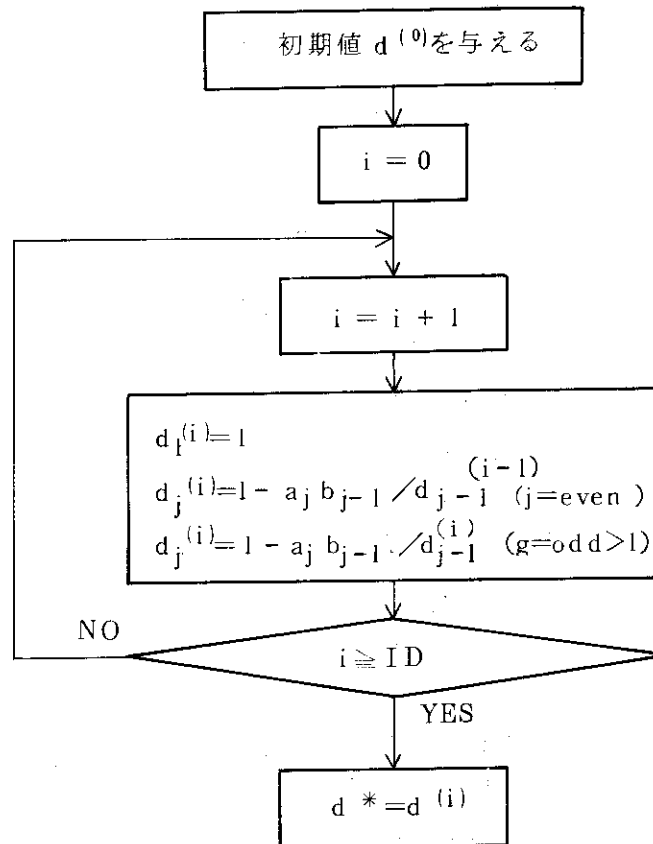 初期値 d⁽⁰⁾を与える
i = 0
i = i + 1
d₁⁽ⁱ⁾=1
dⱼ⁽ⁱ⁾=1- aⱼ bⱼ₋₁ /dⱼ₋₁⁽ⁱ⁻¹⁾ (j=even)
dⱼ⁽ⁱ⁾=1- aⱼ bⱼ₋₁ /dⱼ₋₁⁽ⁱ⁾ (g=odd>1)
NO
i≧ID
YES
d *=d ⁽ⁱ⁾